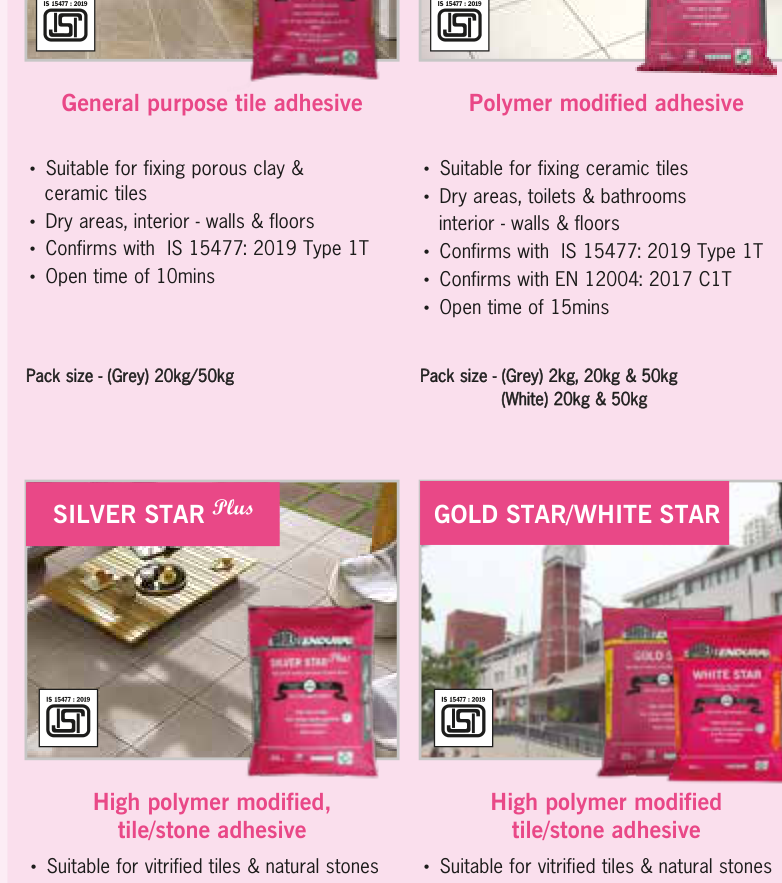 IS 15477 : 2019
General purpose tile adhesive
• Suitable for fixing porous clay &
ceramic tiles
• Dry areas, interior - walls & floors
• Confirms with IS 15477: 2019 Type 1T
• Open time of 10mins
Pack size - (Grey) 20kg/50kg
IS 15477 : 2019
Polymer modified adhesive
• Suitable for fixing ceramic tiles
• Dry areas, toilets & bathrooms
interior - walls & floors
• Confirms with IS 15477: 2019 Type 1T
• Confirms with EN 12004: 2017 C1T
• Open time of 15mins
Pack size - (Grey) 2kg, 20kg & 50kg
(White) 20kg & 50kg
SILVER STAR Plus
ENDURA
SILVER STAR Plus
IS 15477 : 2019
High polymer modified,
tile/stone adhesive
• Suitable for vitrified tiles & natural stones
GOLD STAR/WHITE STAR
GOLD S
ENDURA
WHITE STAR
IS 15477 : 2019
High polymer modified
tile/stone adhesive
• Suitable for vitrified tiles & natural stones